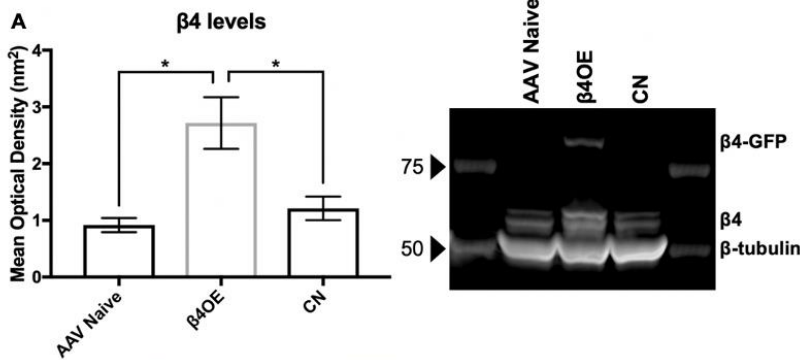 A
β4 levels
Mean Optical Density (nm²)
4
3
2
1
0
*
*
AAV Naive
β4OE
CN
AAV Naive
β4OE
CN
75
50
β4-GFP
β4
β-tubulin